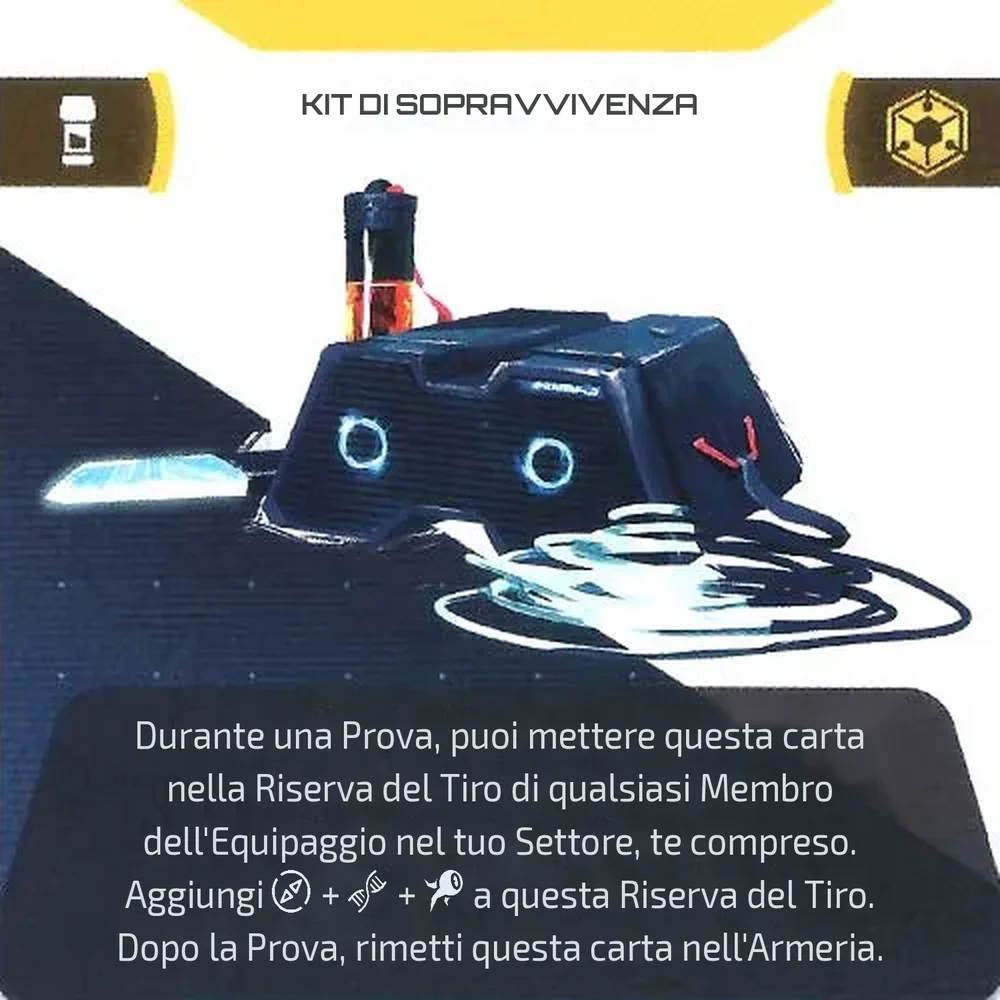 KIT DI SOPRAVVIVENZA
Durante una Prova, puoi mettere questa carta
nella Riserva del Tiro di qualsiasi Membro
dell'Equipaggio nel tuo Settore, te compreso.
Aggiungi + + a questa Riserva del Tiro.
Dopo la Prova, rimetti questa carta nell'Armeria.